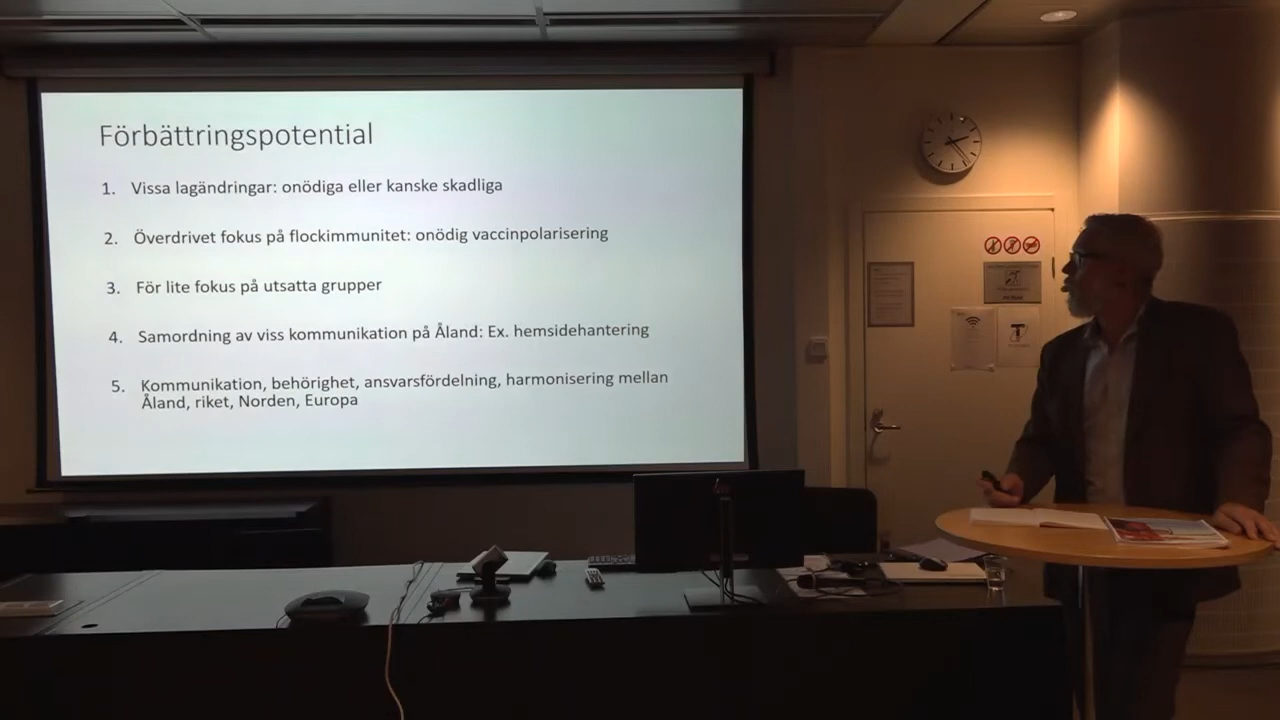 Förbättringspotential
1. Vissa lagändringar: onödiga eller kanske skadliga
2. Överdrivet fokus på flockimmunitet: onödig vaccinpolarisering
3. För lite fokus på utsatta grupper
4. Samordning av viss kommunikation på Åland: Ex. hemsidehantering
5. Kommunikation, behörighet, ansvarsfördelning, harmonisering mellan
Åland, riket, Norden, Europa
T